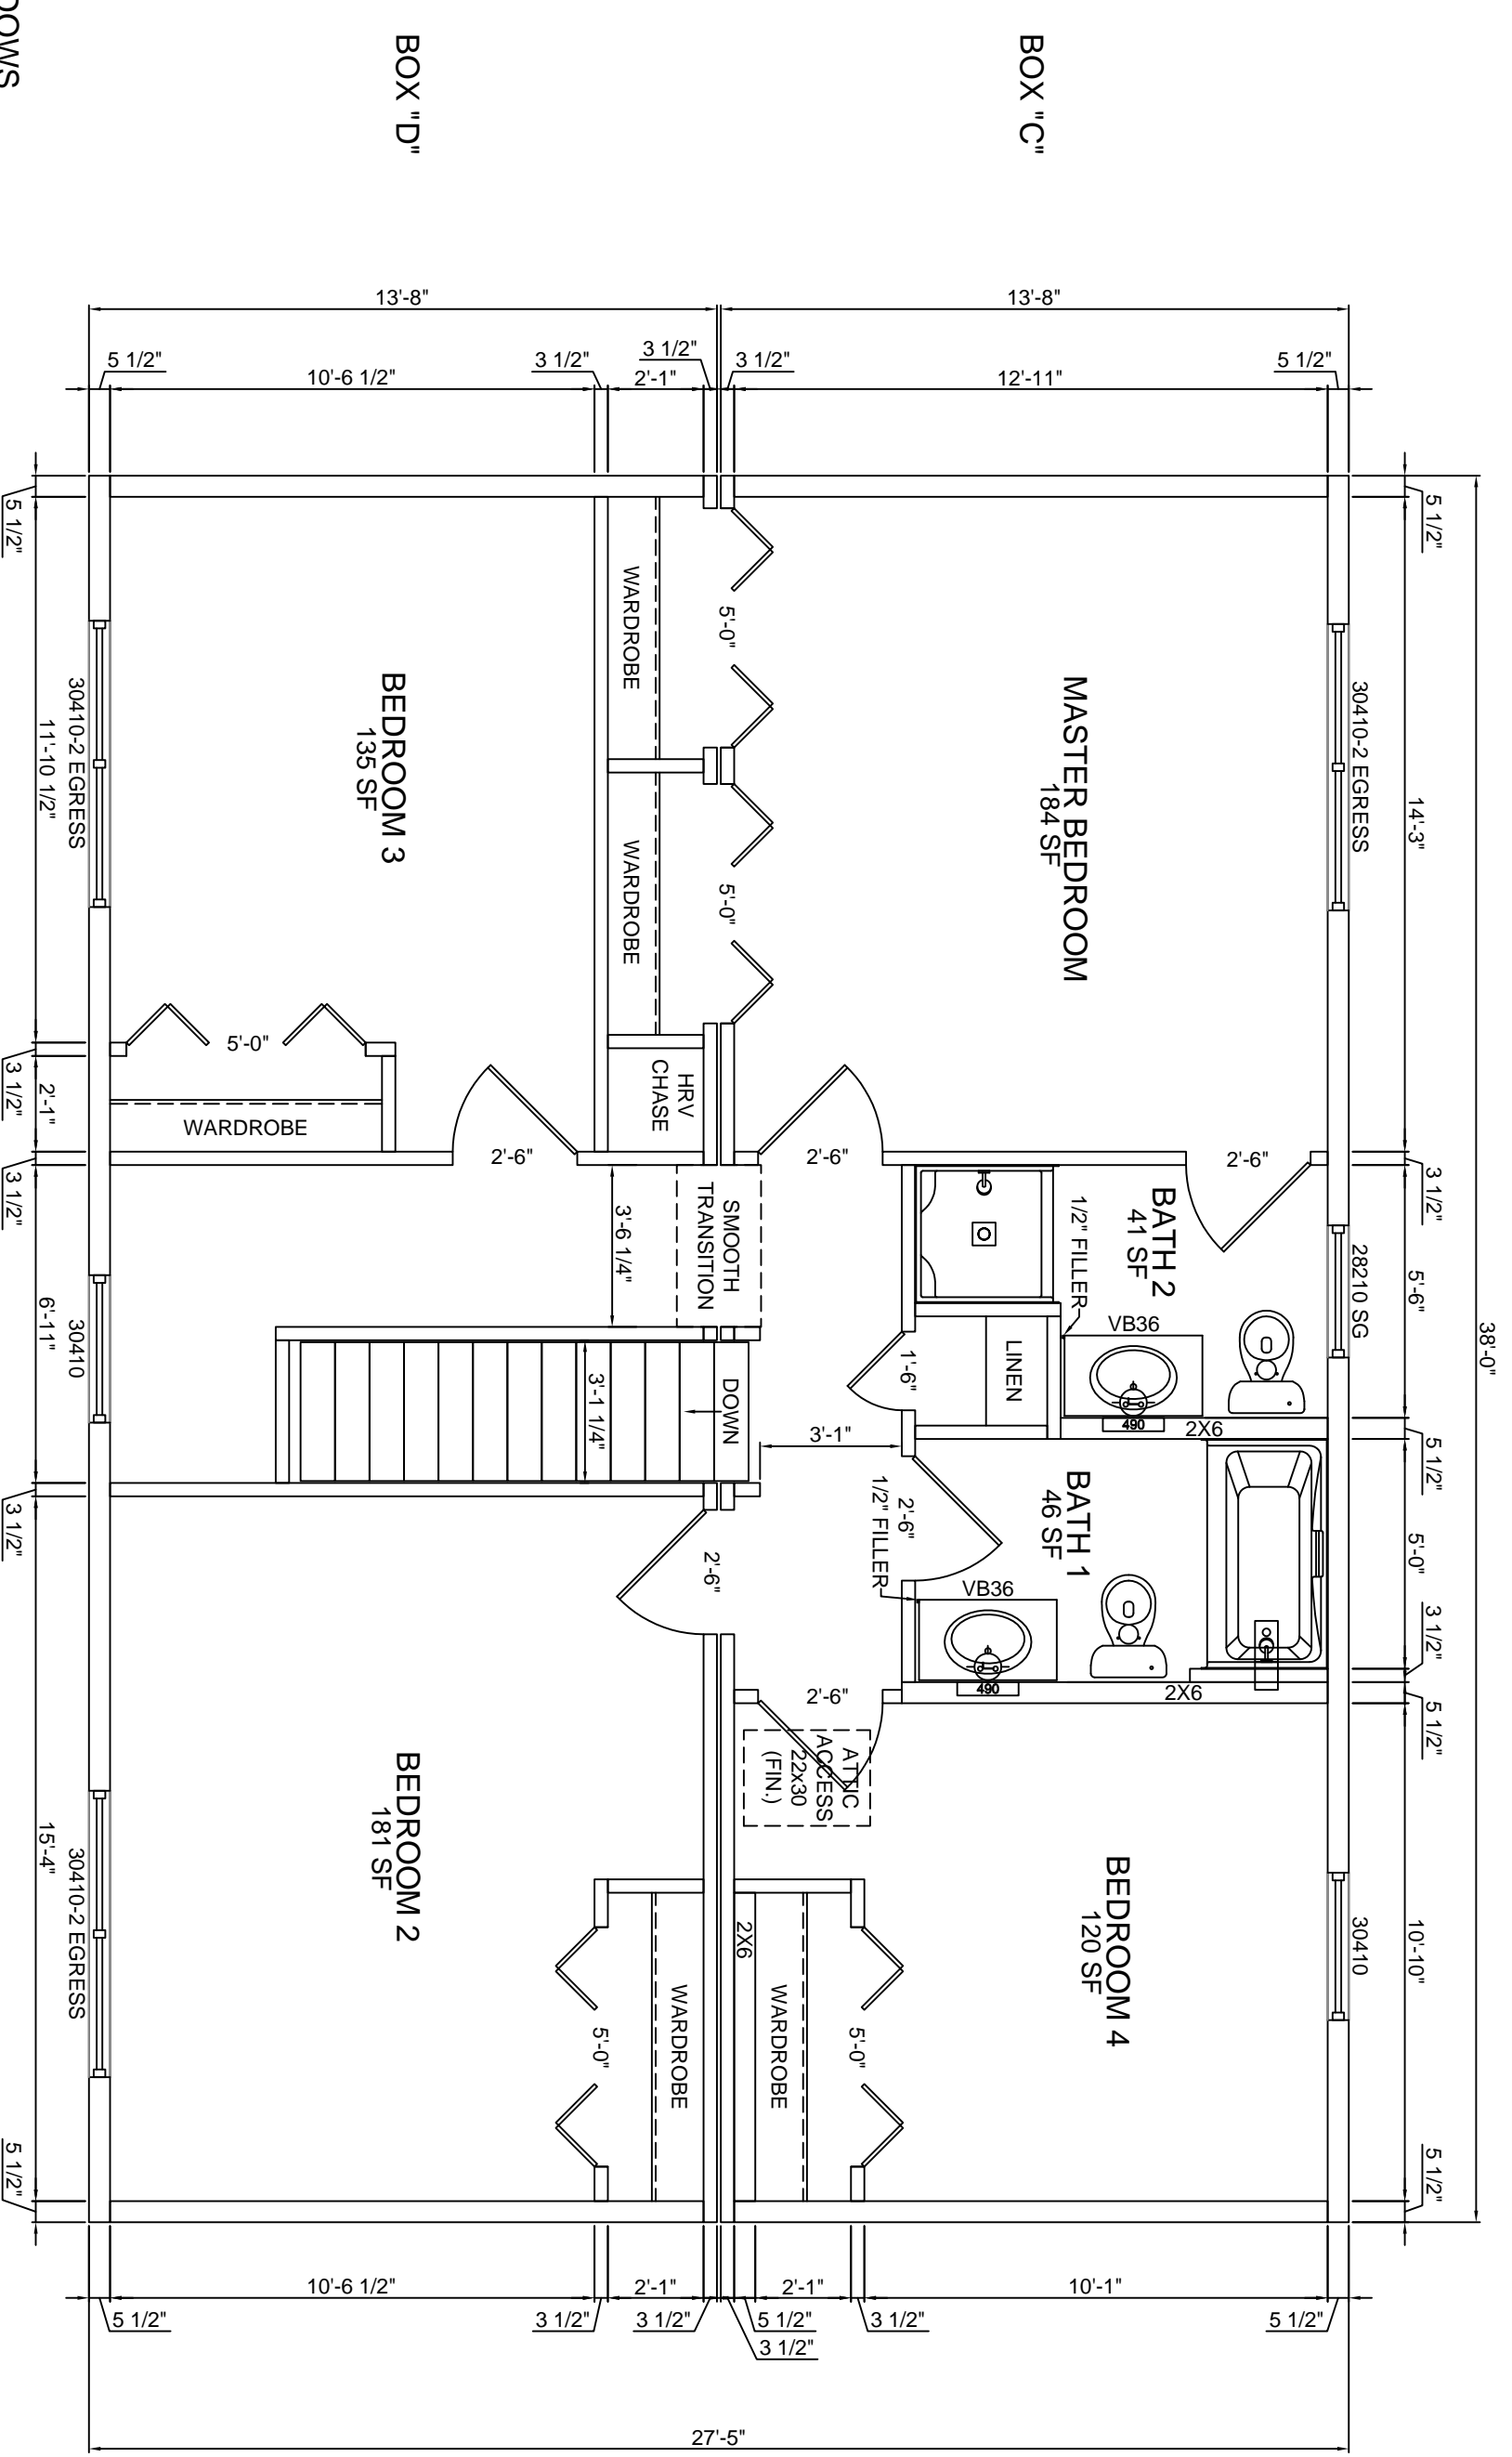 OOWS
BOX "D"
BOX "C"
38'-0"
5 1/2"
14'-3"
3 1/2"
5'-6"
5 1/2"
5'-0"
3 1/2"
5 1/2"
10'-10"
5 1/2"
30410-2 EGRESS
28210 SG
30410
13'-8"
13'-8"
5 1/2"
12'-11"
3 1/2"
3 1/2"
2'-1"
3 1/2"
10'-6 1/2"
5 1/2"
MASTER BEDROOM
184 SF
2'-6"
BATH 2
41 SF
1/2" FILLER
VB36
490
2X6
LINEN
1'-6"
BATH 1
46 SF
2'-6"
1/2" FILLER
VB36
490
2X6
BEDROOM 4
120 SF
2'-6"
ATTIC
ACCESS
22x30
(FIN.)
5'-0"
WARDROBE
2X6
5'-0"
5'-0"
2'-6"
3'-1"
SMOOTH
TRANSITION
DOWN
2'-6"
WARDROBE
WARDROBE
HRV
CHASE
3'-6 1/4"
3'-1 1/4"
WARDROBE
5'-0"
BEDROOM 3
135 SF
2'-6"
5'-0"
WARDROBE
BEDROOM 2
181 SF
30410-2 EGRESS
30410
30410-2 EGRESS
5 1/2"
11'-10 1/2"
3 1/2"
2'-1"
3 1/2"
6'-11"
3 1/2"
15'-4"
5 1/2"
10'-6 1/2"
5 1/2"
3 1/2"
2'-1"
3 1/2"
3 1/2"
5 1/2"
2'-1"
3 1/2"
10'-1"
5 1/2"
27'-5"